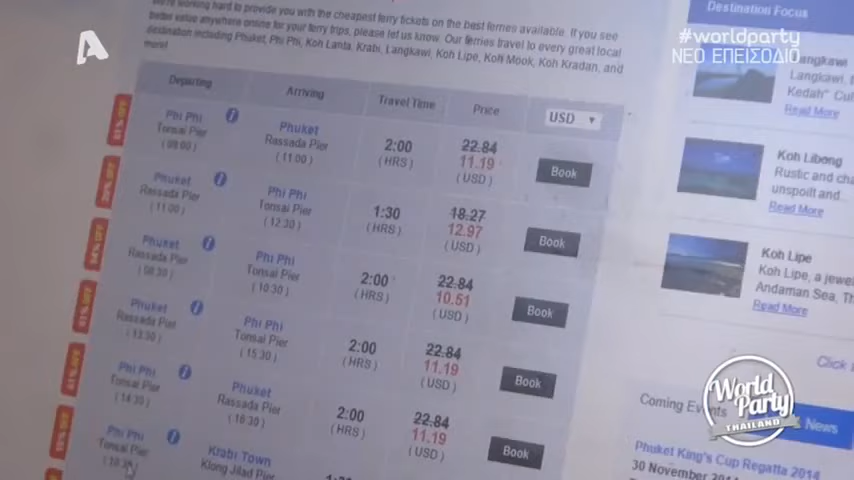 We're working hard to provide you with the cheapest ferry tickets on the best ferries available. If you see
better value anywhere online for your ferry trips, please let us know. Our ferries travel to every great local
destination including Phuket, Phi Phi, Koh Lanta, Krabi, Langkawi, Koh Lipe, Koh Mook, Koh Kradan, and
more!
Destination Focus
#worldparty
ΝΕΟ ΕΠΕΙΣΟΔΙΟ
Departing Arriving Travel Time Price USD
Phi Phi
Tonsai Pier
(09:00)
Phuket
Rassada Pier
(11:00)
2:00
(HRS)
22.84
11.19
(USD)
Book
Phuket
Rassada Pier
(11:00)
Phi Phi
Tonsai Pier
(12:30)
1:30
(HRS)
18.27
12.97
(USD)
Book
Phuket
Rassada Pier
(08:30)
Phi Phi
Tonsai Pier
(10:30)
2:00
(HRS)
22.84
10.51
(USD)
Book
Phuket
Rassada Pier
(13:30)
Phi Phi
Tonsai Pier
(15:30)
2:00
(HRS)
22.84
11.19
(USD)
Book
Phi Phi
Tonsai Pier
(14:30)
Phuket
Rassada Pier
(16:30)
2:00
(HRS)
22.84
11.19
(USD)
Book
Phi Phi
Tonsai Pier
Krabi Town
Klong Jilad Pier
Langkawi
Langkawi,
Kedah" Cul
Read More
Koh Libong
Rustic and cha
unspoilt and...
Read More
Koh Lipe
Koh Lipe, a jewe
Andaman Sea, Th
Read More
Click
Coming Events
News
World
Party
THAILAND
Phuket King's Cup Regatta 2014
30 November 2014